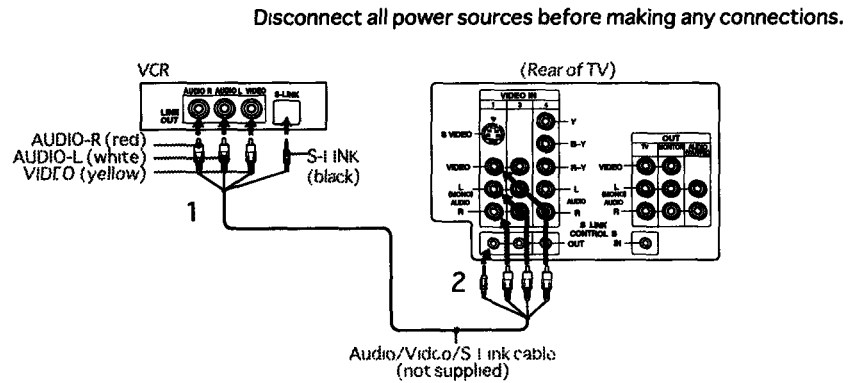 Disconnect all power sources before making any connections.
VCR
(Rear of TV)
AUDIO R AUDIO L VIDEO
S-LINK
LINE
OUT
AUDIO-R (red)
AUDIO-L (white)
VIDEO (yellow)
S-LINK
(black)
1
VIDEO IN
1 3 4
S VIDEO
Y
B-Y
VIDEO
R-Y
L
(MONO)
AUDIO
R
L
AUDIO
R
OUT
TV MONITOR AUDIO
VIDEO
L
(MONO)
AUDIO
R
S LINK
CONTROL S
OUT
IN
2
Audio/Video/S Link cable
(not supplied)